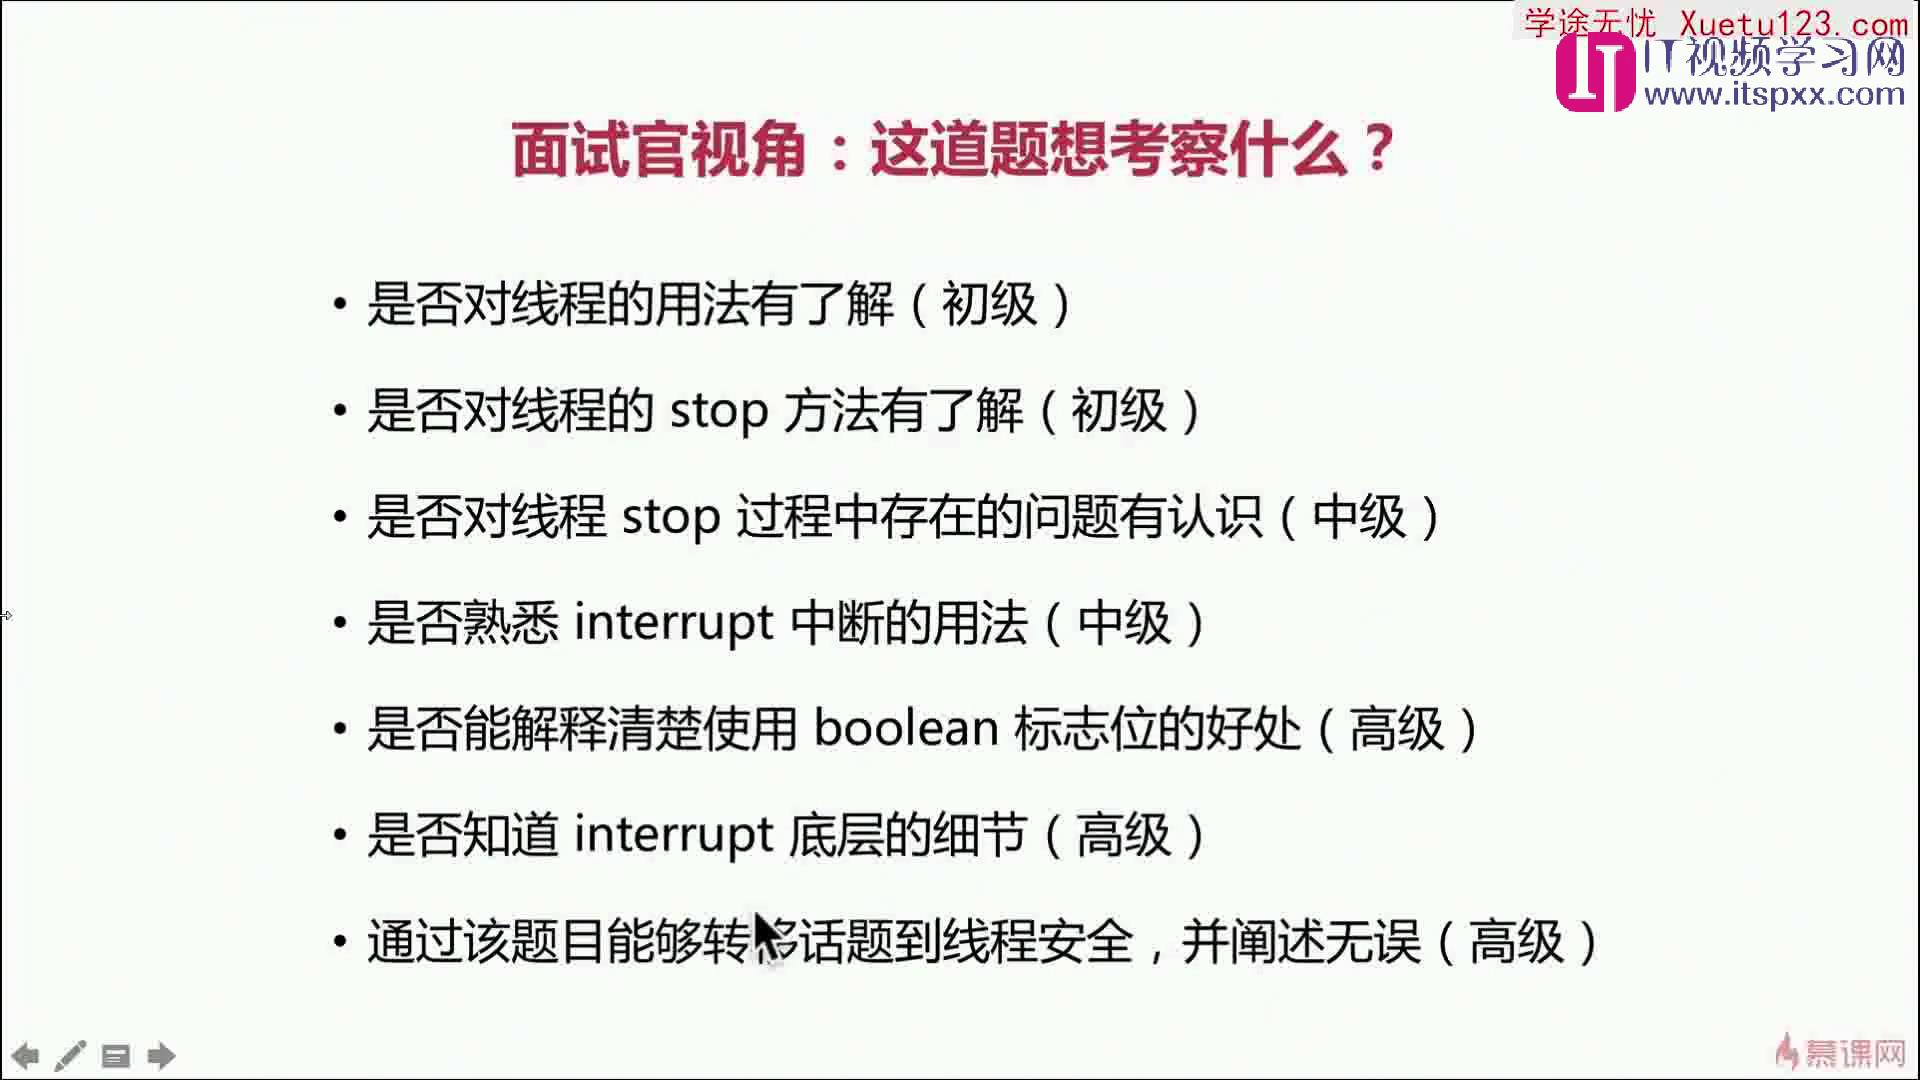 学途无忧 Xuetu123.com
IT视频学习网
www.itspxx.com
面试官视角：这道题想考察什么？
• 是否对线程的用法有了解（初级）
• 是否对线程的 stop 方法有了解（初级）
• 是否对线程 stop 过程中存在的问题有认识（中级）
• 是否熟悉 interrupt 中断的用法（中级）
• 是否能解释清楚使用 boolean 标志位的好处（高级）
• 是否知道 interrupt 底层的细节（高级）
• 通过该题目能够转移话题到线程安全，并阐述无误（高级）
慕课网